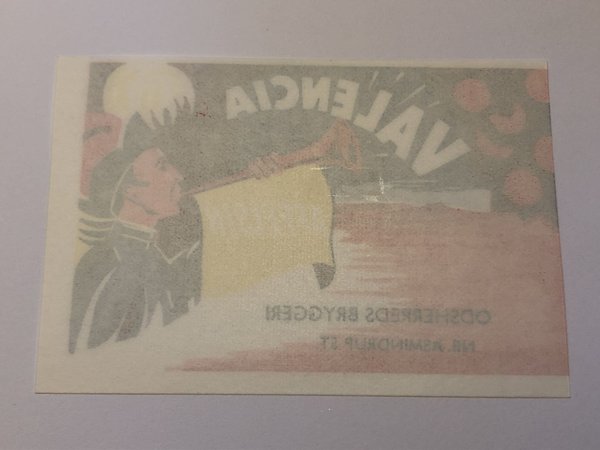 VALENCIA
ODSHERREDS BRYGGERI
NR. ASMINDRUP ST